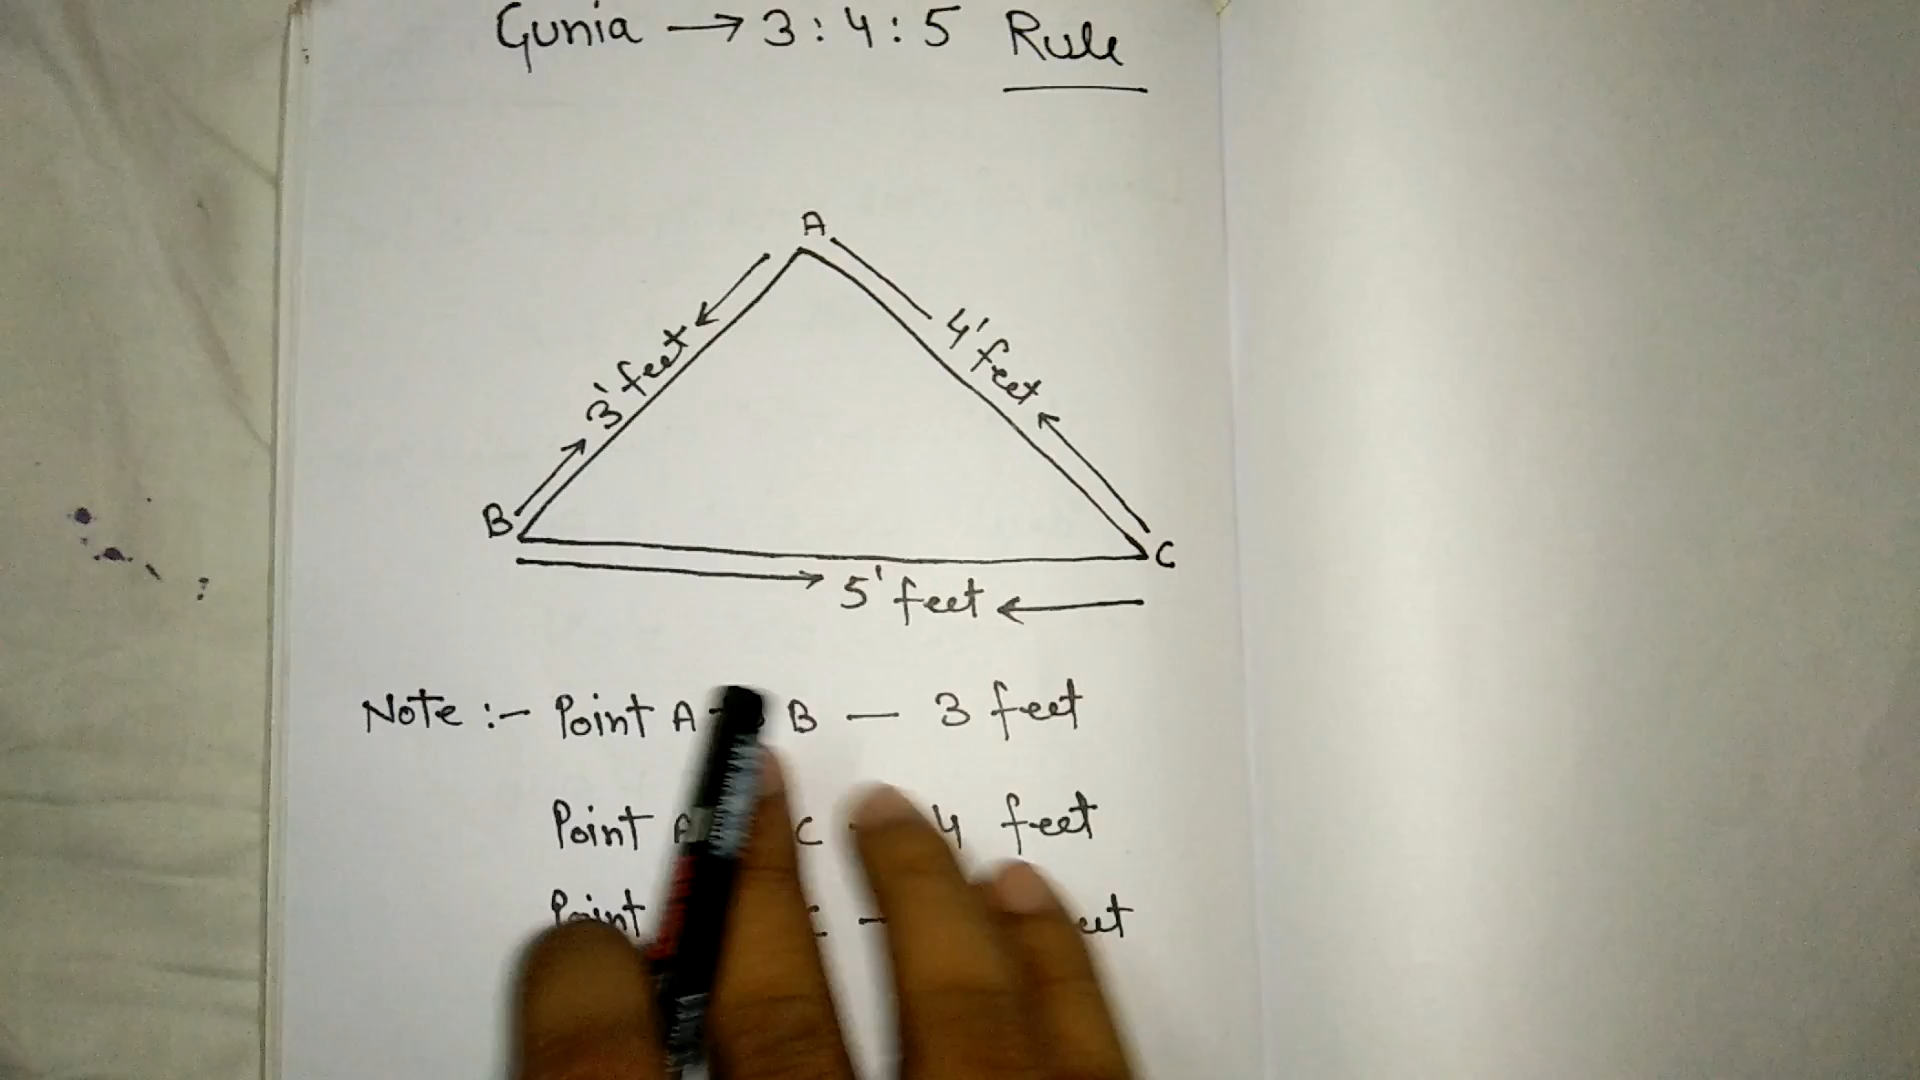 Gunia → 3 : 4 : 5 Rule
A
3' feet
4' feet
B
C
5' feet
Note :- Point A B — 3 feet
Point A C - 4 feet
Point C -